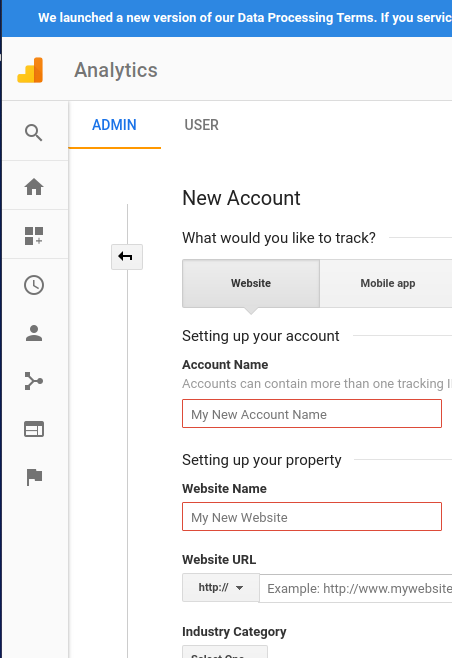 We launched a new version of our Data Processing Terms. If you servic
Analytics
ADMIN USER
New Account
What would you like to track?
Website Mobile app
Setting up your account
Account Name
Accounts can contain more than one tracking I
My New Account Name
Setting up your property
Website Name
My New Website
Website URL
http:// Example: http://www.mywebsite
Industry Category
Select One